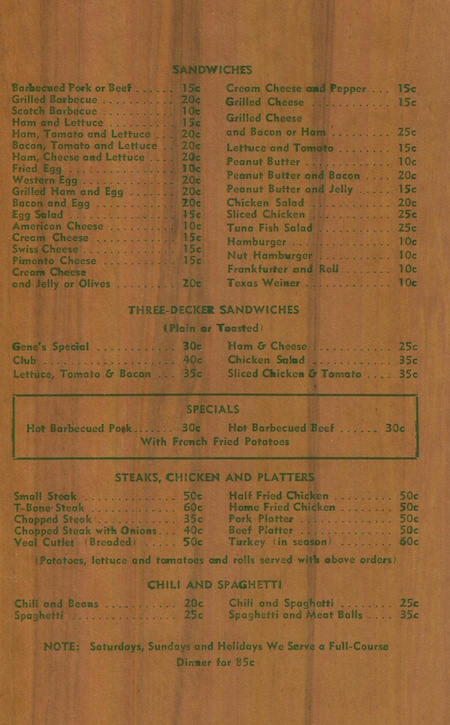 SANDWICHES
Barbecued Pork or Beef ...... 15c
Grilled Barbecue ........... 20c
Scotch Barbecue ........... 10c
Ham and Lettuce ........... 15c
Ham, Tomato and Lettuce .... 20c
Bacon, Tomato and Lettuce .. 20c
Ham, Cheese and Lettuce .... 20c
Fried Egg ................. 10c
Western Egg ............... 20c
Grilled Ham and Egg ....... 20c
Bacon and Egg ............. 20c
Egg Salad ................. 15c
American Cheese ........... 10c
Cream Cheese .............. 15c
Swiss Cheese .............. 15c
Pimento Cheese ............ 15c
Cream Cheese
and Jelly or Olives ....... 20c
Cream Cheese and Pepper .... 15c
Grilled Cheese ............ 15c
Grilled Cheese
and Bacon or Ham .......... 25c
Lettuce and Tomato ........ 15c
Peanut Butter ............. 10c
Peanut Butter and Bacon .... 20c
Peanut Butter and Jelly .... 15c
Chicken Salad ............. 20c
Sliced Chicken ............ 25c
Tuna Fish Salad ........... 25c
Hamburger ................. 10c
Nut Hamburger ............. 10c
Frankfurter and Roll ...... 10c
Texas Weiner .............. 10c
THREE-DECKER SANDWICHES
(Plain or Toasted)
Gene's Special ............ 30c
Club ...................... 40c
Lettuce, Tomato & Bacon ... 35c
Ham & Cheese .............. 25c
Chicken Salad ............. 35c
Sliced Chicken & Tomato .... 35c
SPECIALS
Hot Barbecued Pork ....... 30c Hot Barbecued Beef ...... 30c
With French Fried Potatoes
STEAKS, CHICKEN AND PLATTERS
Small Steak ............... 50c
T-Bone Steak .............. 60c
Chopped Steak ............. 35c
Chopped Steak with Onions ... 40c
Veal Cutlet (Breaded) ..... 50c
Half Fried Chicken ........ 50c
Home Fried Chicken ........ 50c
Pork Platter .............. 50c
Beef Platter .............. 50c
Turkey (in season) ........ 60c
(Potatoes, lettuce and tomatoes and rolls served with above orders)
CHILI AND SPAGHETTI
Chili and Beans ........... 20c
Spaghetti ................. 25c
Chili and Spaghetti ....... 25c
Spaghetti and Meat Balls .... 35c
NOTE: Saturdays, Sundays and Holidays We Serve a Full-Course
Dinner for 85c